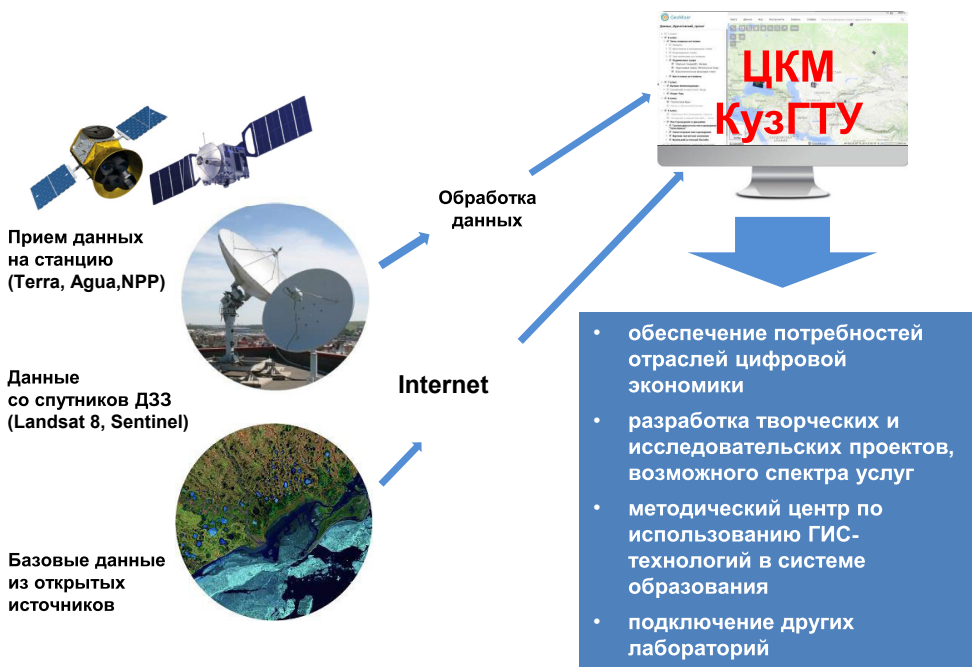 Прием данных
на станцию
(Terra, Agua,NPP)
Данные
со спутников ДЗЗ
(Landsat 8, Sentinel)
Базовые данные
из открытых
источников
Обработка
данных
Internet
ЦКМ
КузГТУ
• обеспечение потребностей
отраслей цифровой
экономики
• разработка творческих и
исследовательских проектов,
возможного спектра услуг
• методический центр по
использованию ГИС-
технологий в системе
образования
• подключение других
лабораторий